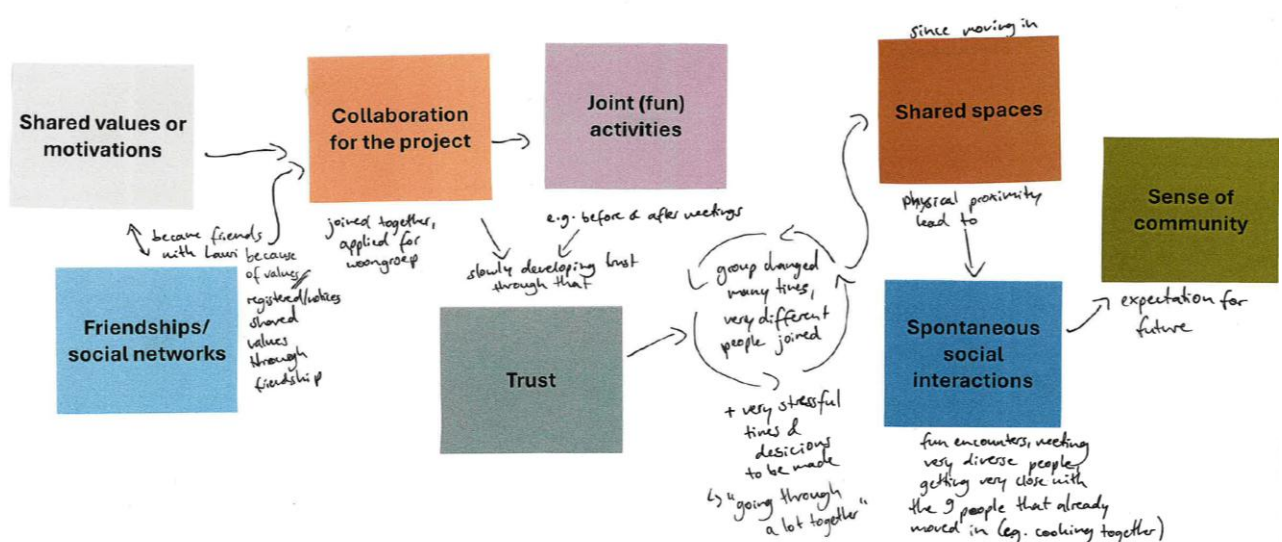 Shared values or
motivations
became friends
with Lauri because
of values
registered/notices
shared
values
through
friendship
Friendships/
social networks
Collaboration
for the project
joined together,
applied for
woongroep
Joint (fun)
activities
e.g. before & after meetings
slowly developing trust
through that
Trust
group changed
many times,
very different
people joined
+ very stressful
times &
desicions
to be made
↳ "going through
a lot together"
since moving in
Shared spaces
physical proximity
lead to
Spontaneous
social
interactions
fun encounters, meeting
very diverse people,
getting very close with
the 9 people that already
moved in (eg. cooking together)
Sense of
community
expectation for
future